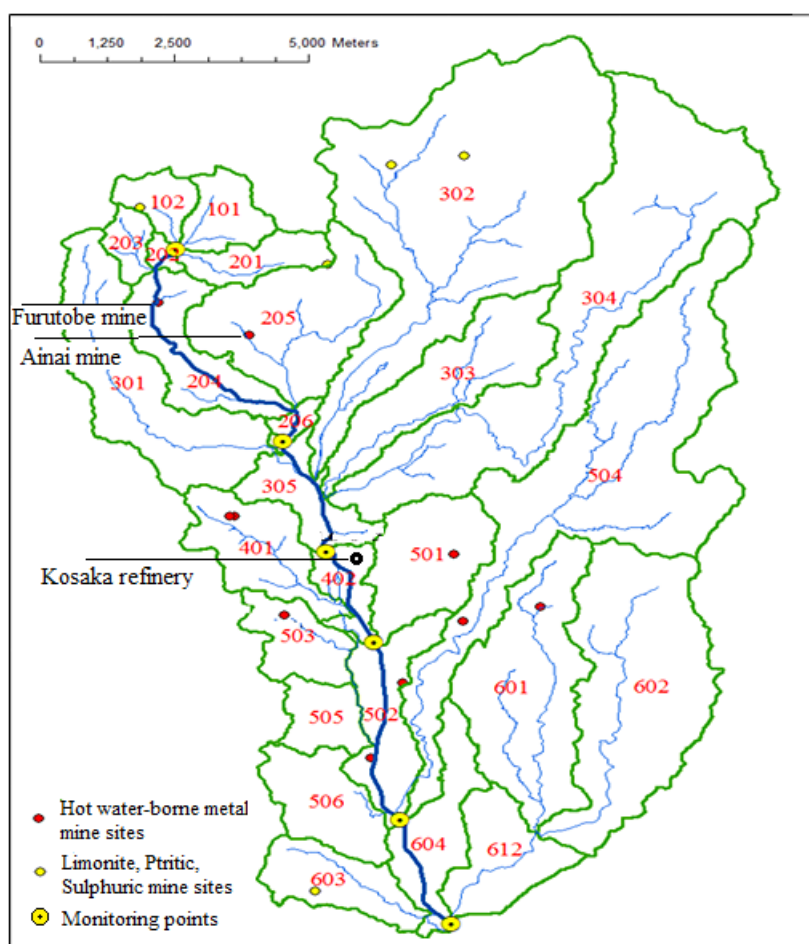 0 1,250 2,500 5,000 Meters
302
102
101
203
202
201
304
205
Furutobe mine
Ainai mine
303
301
204
206
504
305
401
501
Kosaka refinery
402
503
601
602
505
502
506
604
612
603
Hot water-borne metal
mine sites
Limonite, Ptritic,
Sulphuric mine sites
Monitoring points